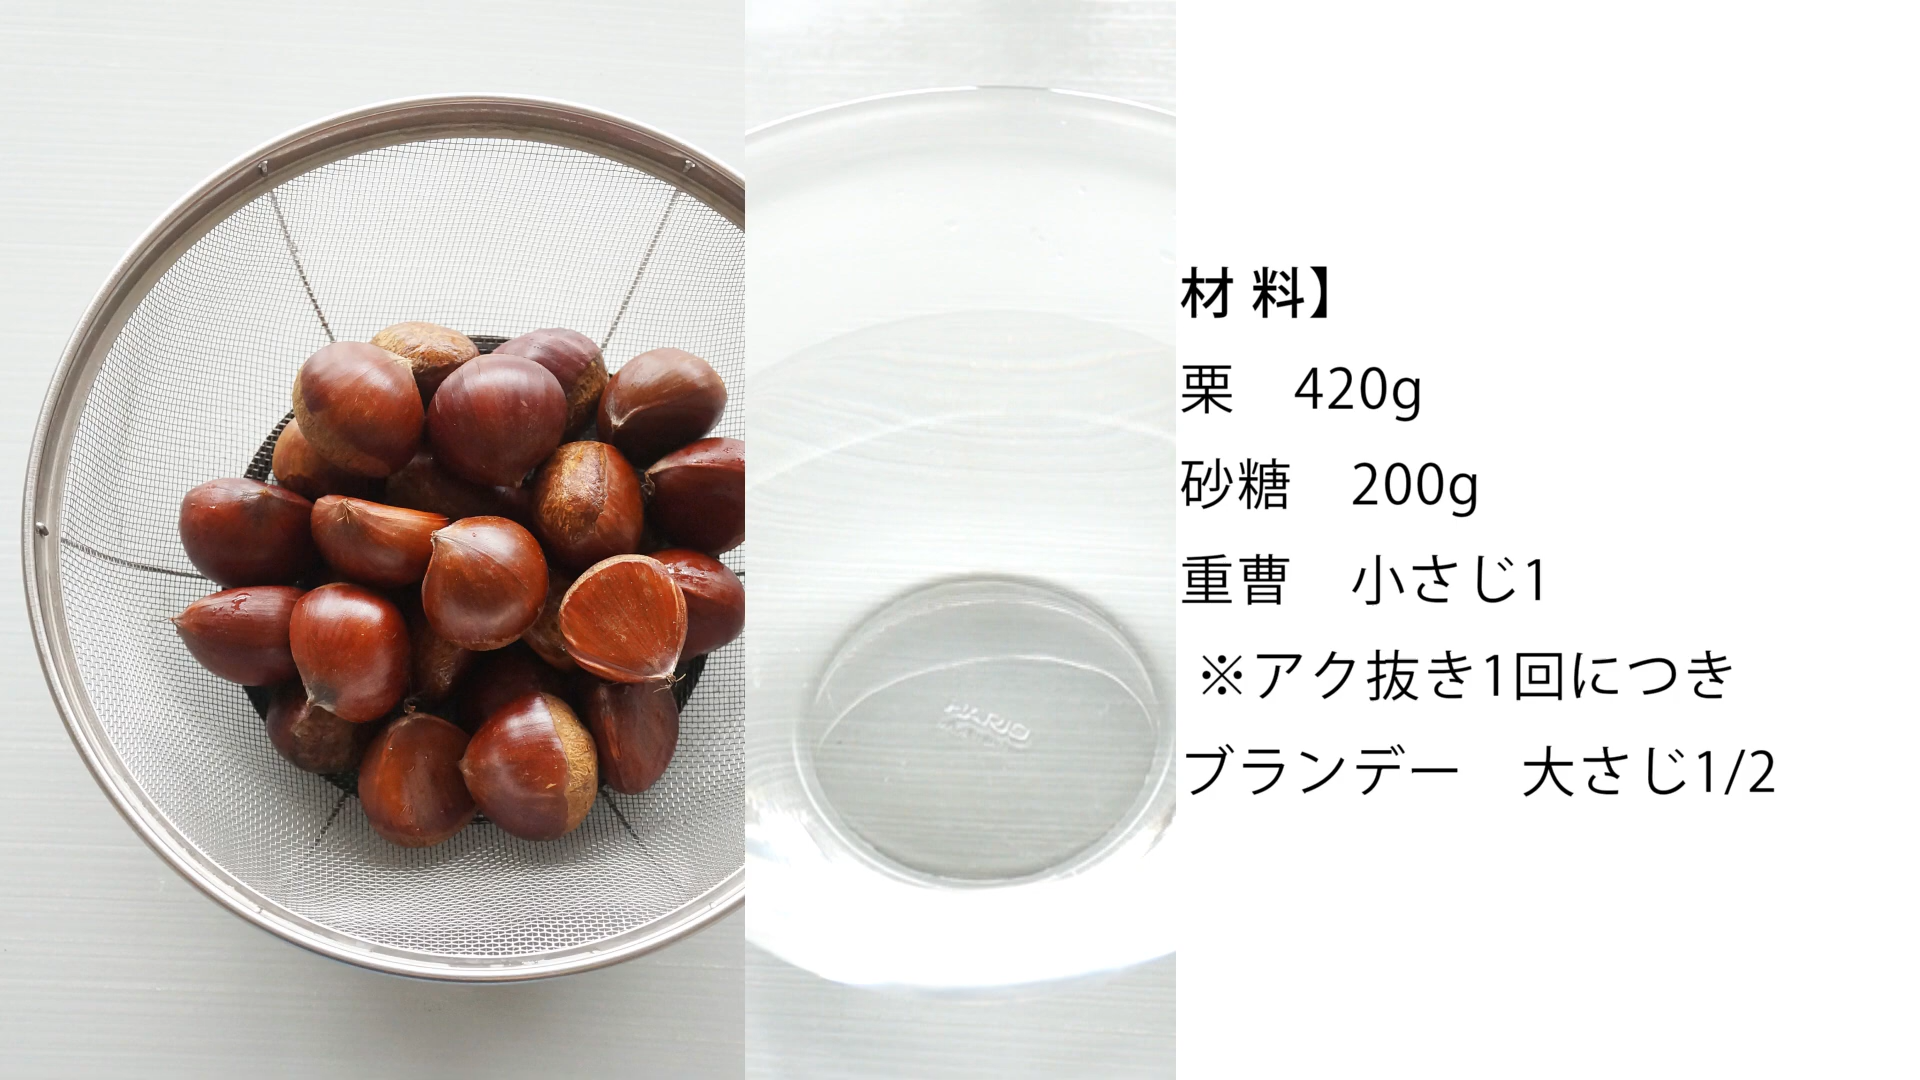 材 料】
栗　420g
砂糖　200g
重曹　小さじ1
※アク抜き1回につき
ブランデー　大さじ1/2
HARIO